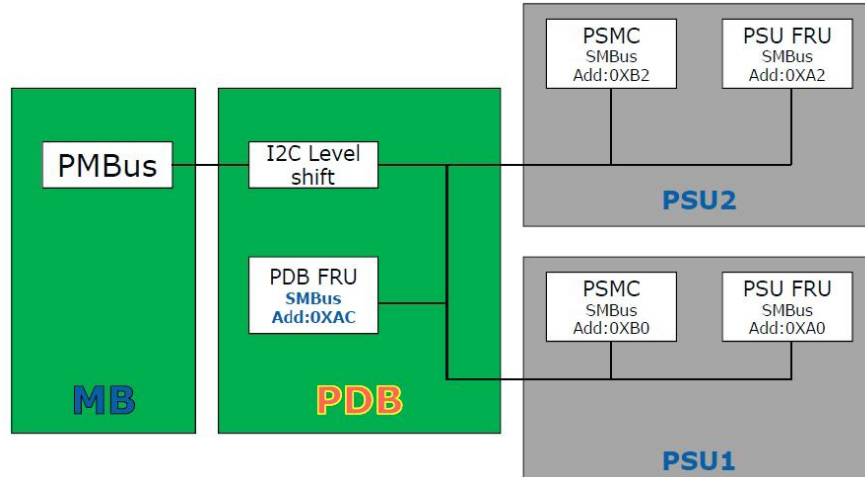 PMBus
MB
I2C Level
shift
PDB FRU
SMBus
Add:0XAC
PDB
PSMC
SMBus
Add:0XB2
PSU FRU
SMBus
Add:0XA2
PSU2
PSMC
SMBus
Add:0XB0
PSU FRU
SMBus
Add:0XA0
PSU1